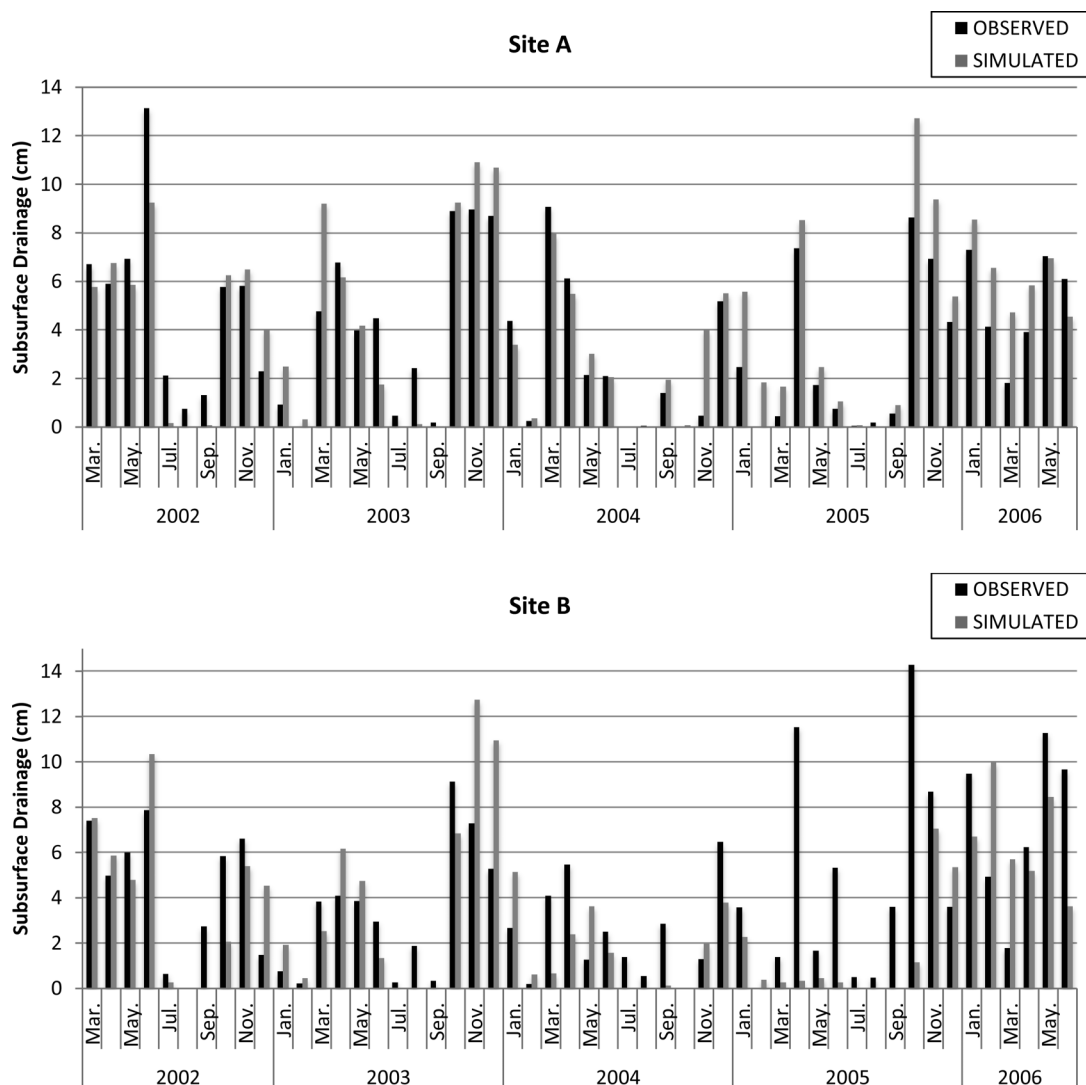 Site A
■ OBSERVED
■ SIMULATED
Subsurface Drainage (cm)
14
12
10
8
6
4
2
0
Mar. May. Jul. Sep. Nov. Jan. Mar. May. Jul. Sep. Nov. Jan. Mar. May. Jul. Sep. Nov. Jan. Mar. May. Jul. Sep. Nov. Jan. Mar. May.
2002 2003 2004 2005 2006
Site B
■ OBSERVED
■ SIMULATED
Subsurface Drainage (cm)
14
12
10
8
6
4
2
0
Mar. May. Jul. Sep. Nov. Jan. Mar. May. Jul. Sep. Nov. Jan. Mar. May. Jul. Sep. Nov. Jan. Mar. May. Jul. Sep. Nov. Jan. Mar. May.
2002 2003 2004 2005 2006